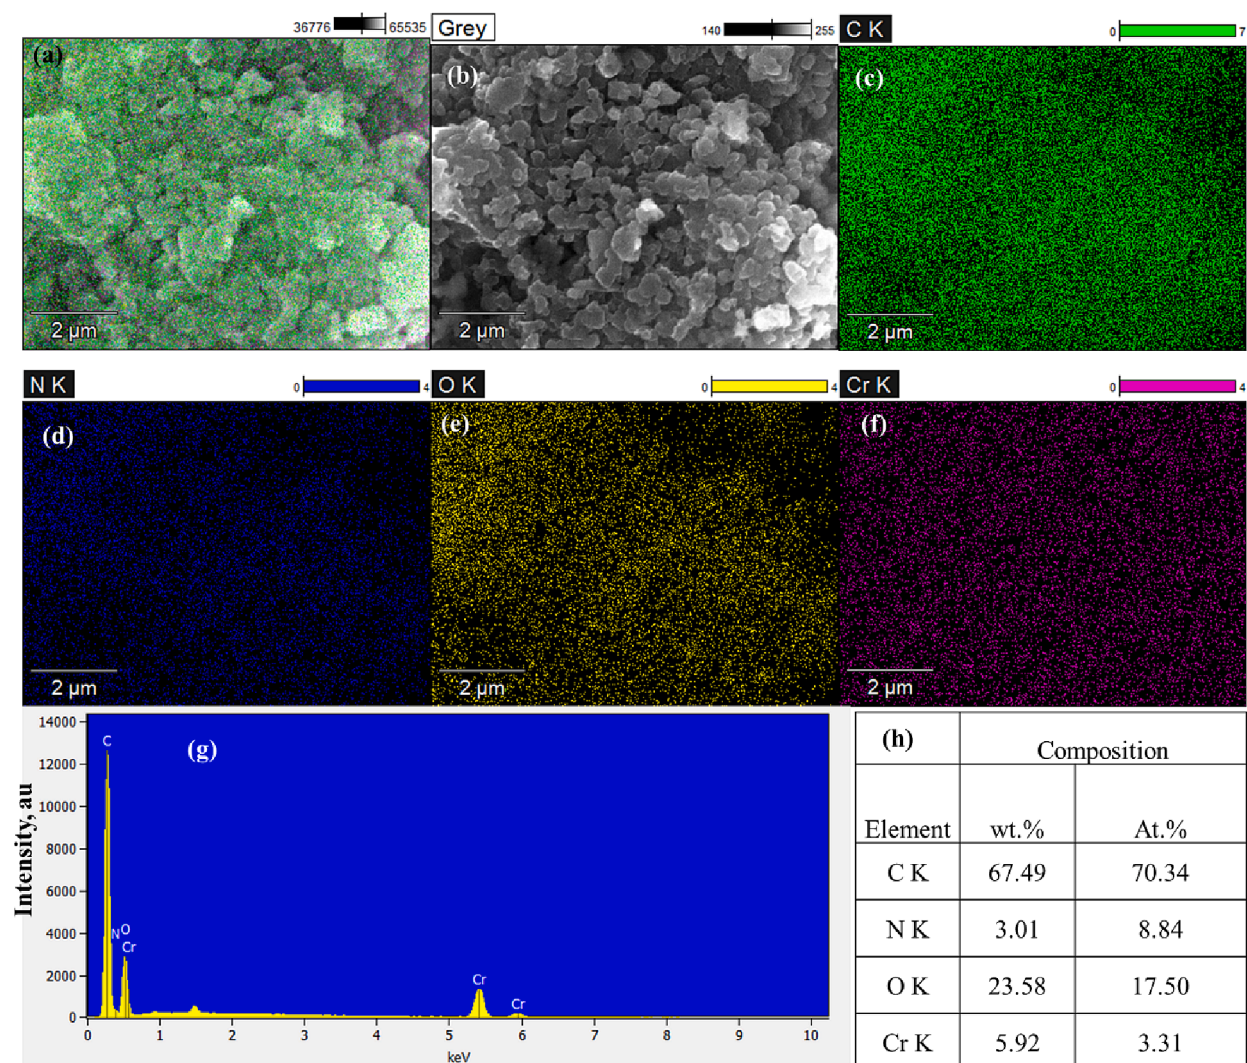 36776 65535
(a)
2 μm
Grey
140 255
(b)
2 μm
C K
0 7
(c)
2 μm
N K
0 4
(d)
2 μm
O K
0 4
(e)
2 μm
Cr K
0 4
(f)
2 μm
(g)
Intensity, au
14000
12000
10000
8000
6000
4000
2000
0
C
N
O
Cr
Cr
Cr
0 1 2 3 4 5 6 7 8 9 10
keV
(h) Composition
Element wt.% At.%
C K 67.49 70.34
N K 3.01 8.84
O K 23.58 17.50
Cr K 5.92 3.31